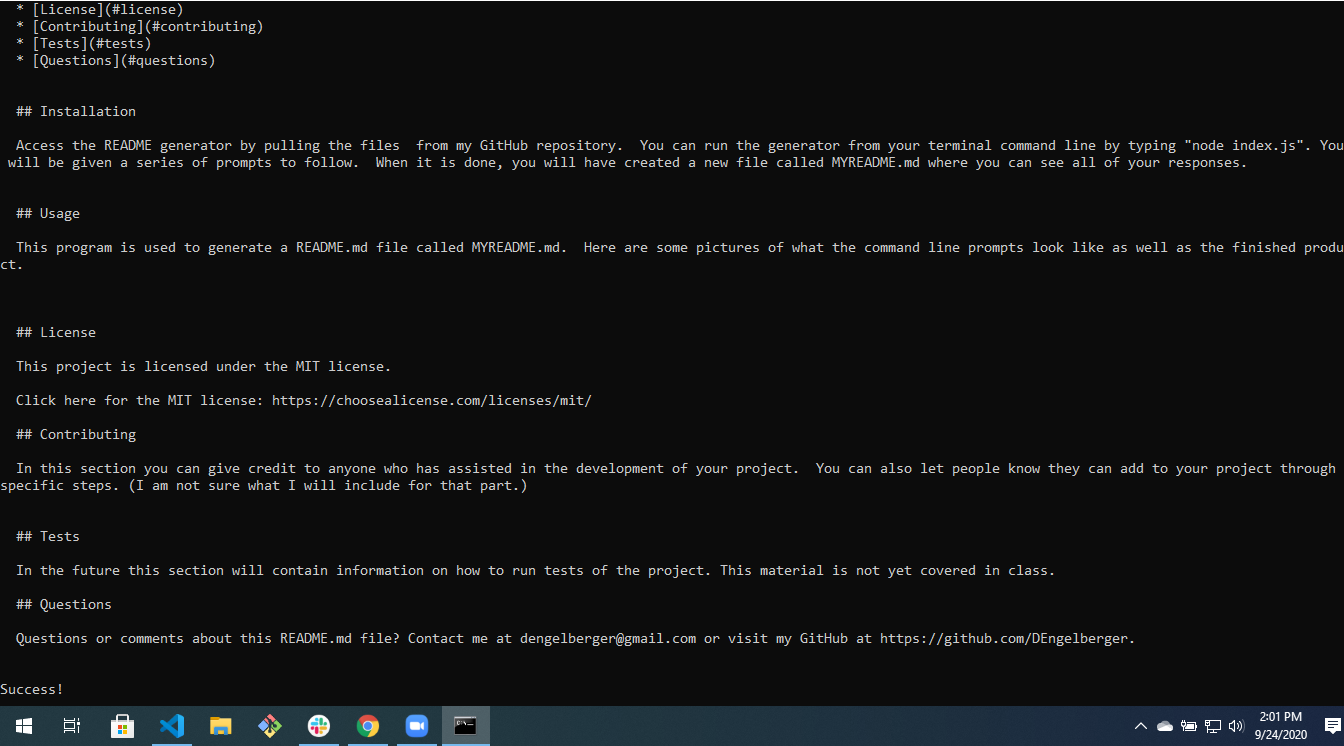 * [License](#license)
* [Contributing](#contributing)
* [Tests](#tests)
* [Questions](#questions)
## Installation
Access the README generator by pulling the files  from my GitHub repository.  You can run the generator from your terminal command line by typing "node index.js". You
will be given a series of prompts to follow.  When it is done, you will have created a new file called MYREADME.md where you can see all of your responses.
## Usage
This program is used to generate a README.md file called MYREADME.md.  Here are some pictures of what the command line prompts look like as well as the finished produ
ct.
## License
This project is licensed under the MIT license.
Click here for the MIT license: https://choosealicense.com/licenses/mit/
## Contributing
In this section you can give credit to anyone who has assisted in the development of your project.  You can also let people know they can add to your project through
specific steps. (I am not sure what I will include for that part.)
## Tests
In the future this section will contain information on how to run tests of the project. This material is not yet covered in class.
## Questions
Questions or comments about this README.md file? Contact me at dengelberger@gmail.com or visit my GitHub at https://github.com/DEngelberger.
Success!
2:01 PM
9/24/2020